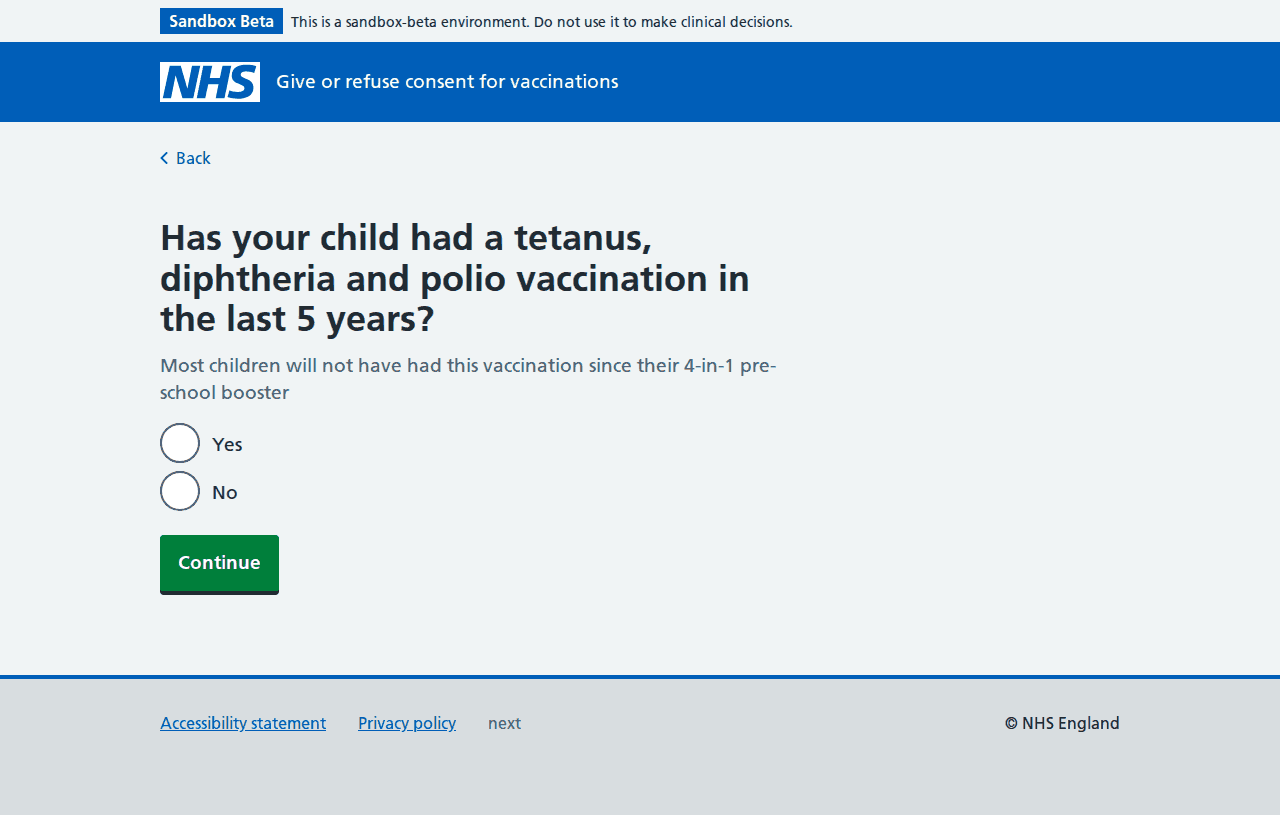 Sandbox Beta This is a sandbox-beta environment. Do not use it to make clinical decisions.
NHS Give or refuse consent for vaccinations
Back
Has your child had a tetanus,
diphtheria and polio vaccination in
the last 5 years?
Most children will not have had this vaccination since their 4-in-1 pre-
school booster
Yes
No
Continue
Accessibility statement Privacy policy next © NHS England